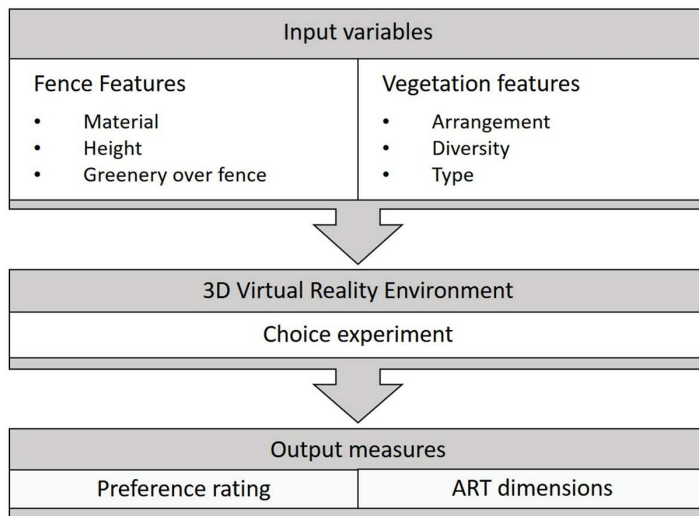 Input variables
Fence Features
• Material
• Height
• Greenery over fence
Vegetation features
• Arrangement
• Diversity
• Type
3D Virtual Reality Environment
Choice experiment
Output measures
Preference rating
ART dimensions